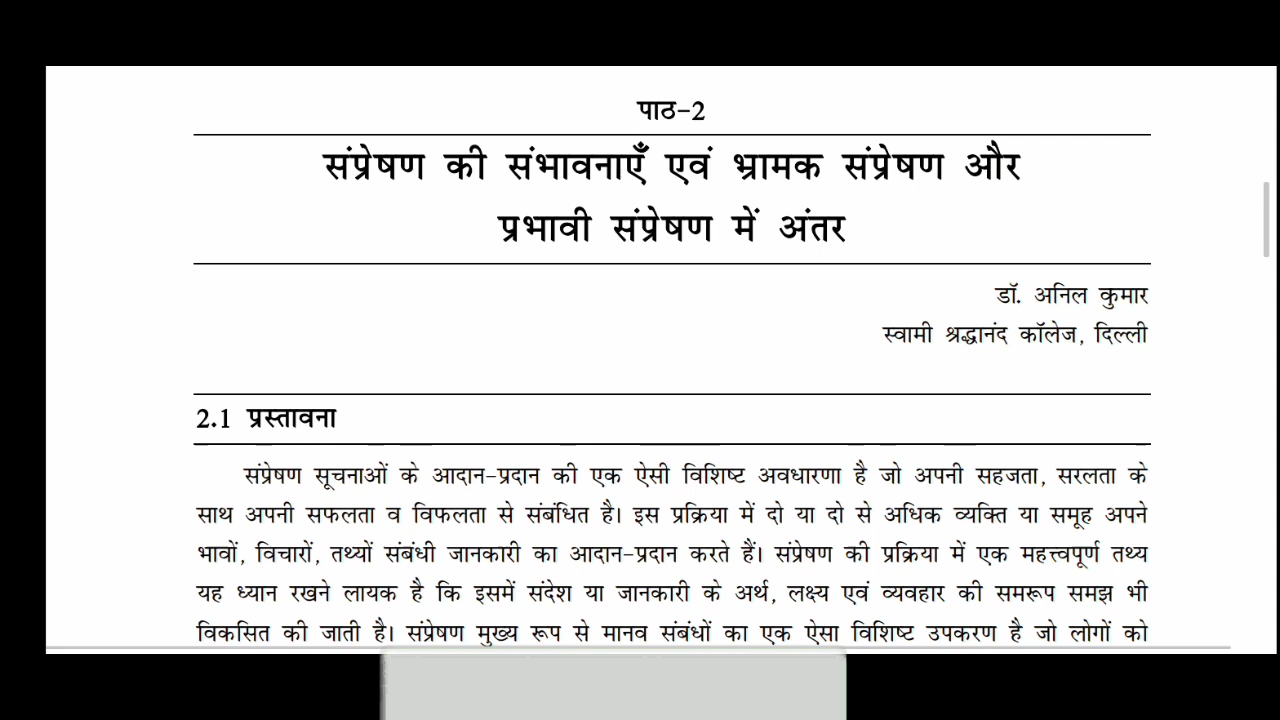 पाठ-2
संप्रेषण की संभावनाएँ एवं भ्रामक संप्रेषण और
प्रभावी संप्रेषण में अंतर
डॉ. अनिल कुमार
स्वामी श्रद्धानंद कॉलेज, दिल्ली
2.1 प्रस्तावना
संप्रेषण सूचनाओं के आदान-प्रदान की एक ऐसी विशिष्ट अवधारणा है जो अपनी सहजता, सरलता के
साथ अपनी सफलता व विफलता से संबंधित है। इस प्रक्रिया में दो या दो से अधिक व्यक्ति या समूह अपने
भावों, विचारों, तथ्यों संबंधी जानकारी का आदान-प्रदान करते हैं। संप्रेषण की प्रक्रिया में एक महत्त्वपूर्ण तथ्य
यह ध्यान रखने लायक है कि इसमें संदेश या जानकारी के अर्थ, लक्ष्य एवं व्यवहार की समरूप समझ भी
विकसित की जाती है। संप्रेषण मुख्य रूप से मानव संबंधों का एक ऐसा विशिष्ट उपकरण है जो लोगों को